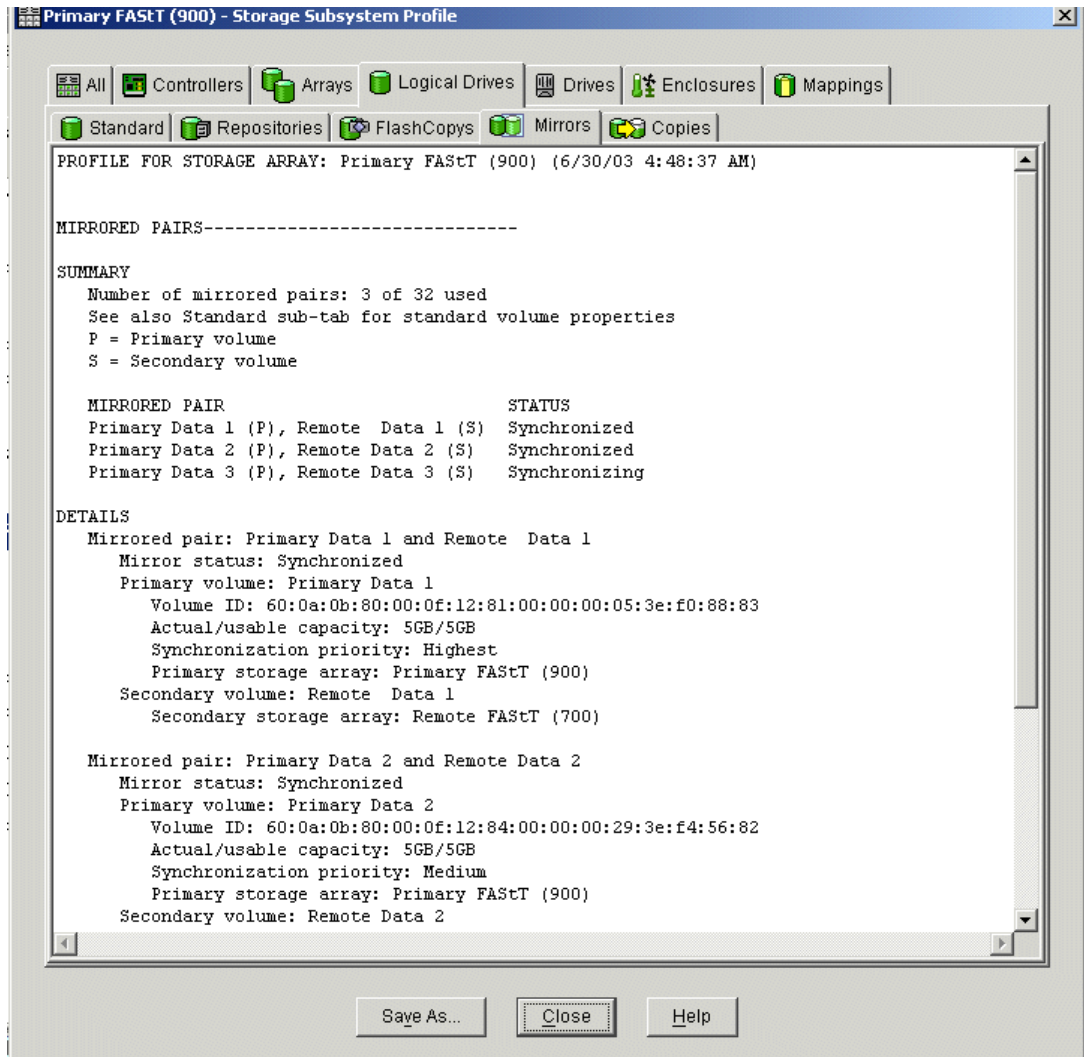 Primary FAStT (900) - Storage Subsystem Profile
All Controllers Arrays Logical Drives Drives Enclosures Mappings
Standard Repositories FlashCopys Mirrors Copies
PROFILE FOR STORAGE ARRAY: Primary FAStT (900) (6/30/03 4:48:37 AM)
MIRRORED PAIRS------------------------------
SUMMARY
Number of mirrored pairs: 3 of 32 used
See also Standard sub-tab for standard volume properties
P = Primary volume
S = Secondary volume
MIRRORED PAIR STATUS
Primary Data 1 (P), Remote  Data 1 (S) Synchronized
Primary Data 2 (P), Remote Data 2 (S) Synchronized
Primary Data 3 (P), Remote Data 3 (S) Synchronizing
DETAILS
Mirrored pair: Primary Data 1 and Remote  Data 1
Mirror status: Synchronized
Primary volume: Primary Data 1
Volume ID: 60:0a:0b:80:00:0f:12:81:00:00:00:05:3e:f0:88:83
Actual/usable capacity: 5GB/5GB
Synchronization priority: Highest
Primary storage array: Primary FAStT (900)
Secondary volume: Remote  Data 1
Secondary storage array: Remote FAStT (700)
Mirrored pair: Primary Data 2 and Remote Data 2
Mirror status: Synchronized
Primary volume: Primary Data 2
Volume ID: 60:0a:0b:80:00:0f:12:84:00:00:00:29:3e:f4:56:82
Actual/usable capacity: 5GB/5GB
Synchronization priority: Medium
Primary storage array: Primary FAStT (900)
Secondary volume: Remote Data 2
Save As... Close Help